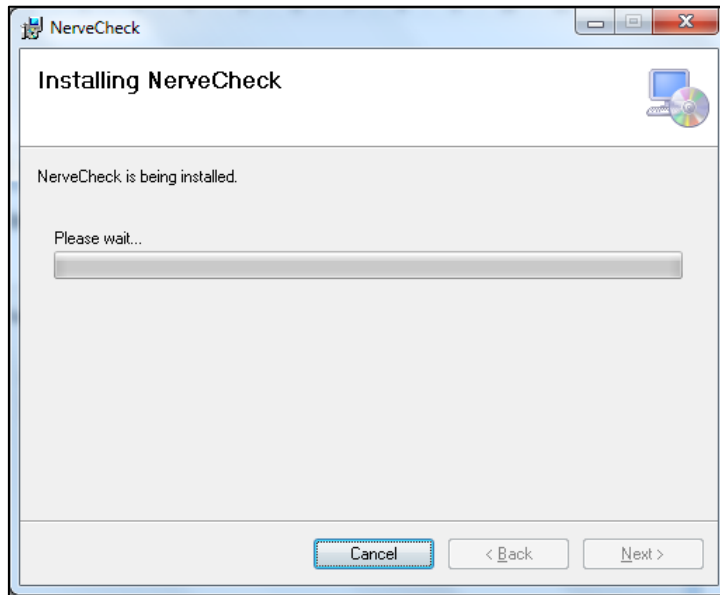 NerveCheck
Installing NerveCheck
NerveCheck is being installed.
Please wait...
Cancel
< Back
Next >